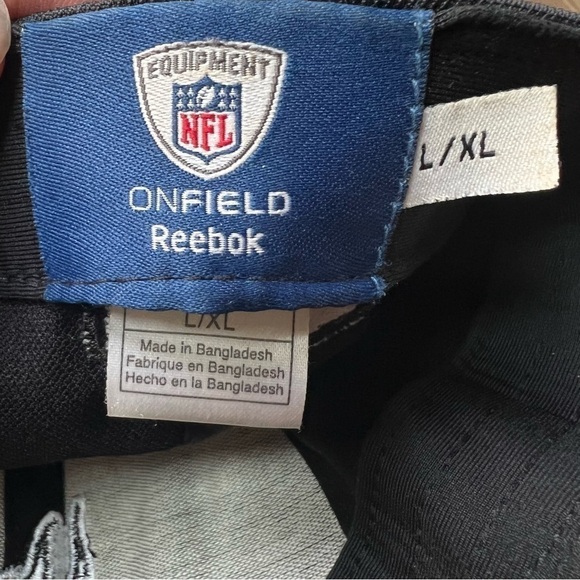 EQUIPMENT
NFL
ONFIELD
Reebok
L/XL
L/XL
Made in Bangladesh
Fabrique en Bangladesh
Hecho en la Bangladesh